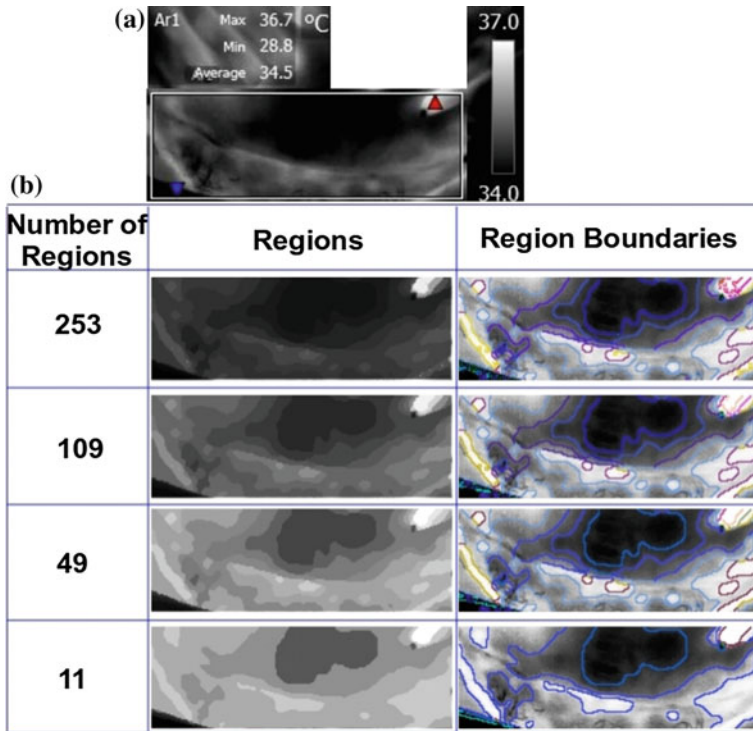 (a)
Ar1 Max 36.7 °C
Min 28.8
Average 34.5
37.0
34.0
(b)
Number of Regions Regions Region Boundaries
253
109
49
11